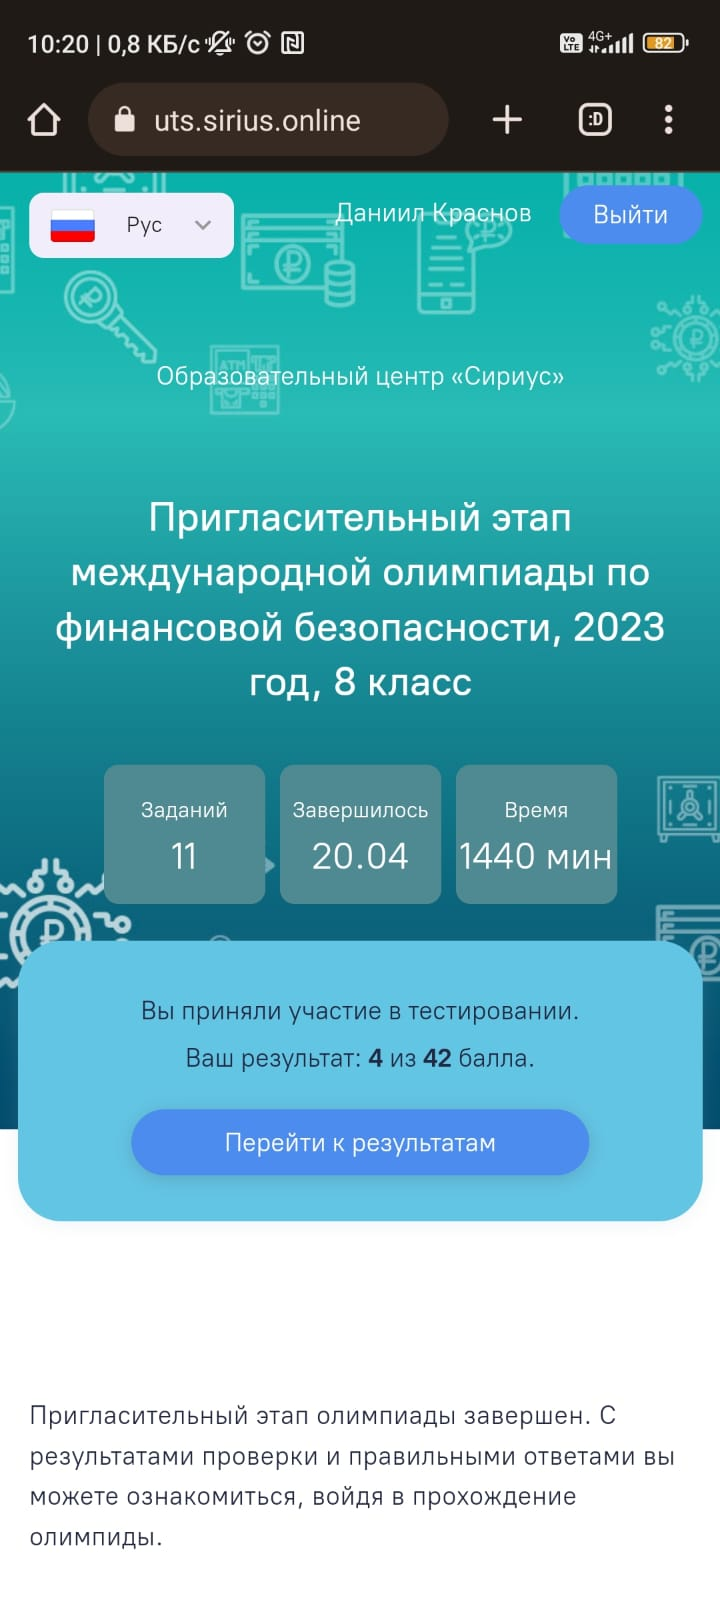 10:20 | 0,8 КБ/с
Vo LTE 4G+ 82
uts.sirius.online
:D
Рус
Даниил Краснов
Выйти
ATM
Образовательный центр «Сириус»
Пригласительный этап
международной олимпиады по
финансовой безопасности, 2023
год, 8 класс
Заданий
11
Завершилось
20.04
Время
1440 мин
Вы приняли участие в тестировании.
Ваш результат: 4 из 42 балла.
Перейти к результатам
Пригласительный этап олимпиады завершен. С
результатами проверки и правильными ответами вы
можете ознакомиться, войдя в прохождение
олимпиды.